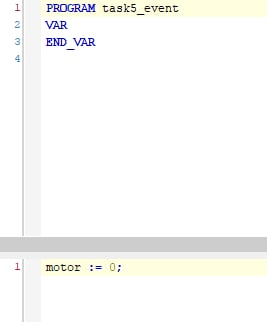 1 PROGRAM task5_event
2 VAR
3 END_VAR
4
1 motor := 0;